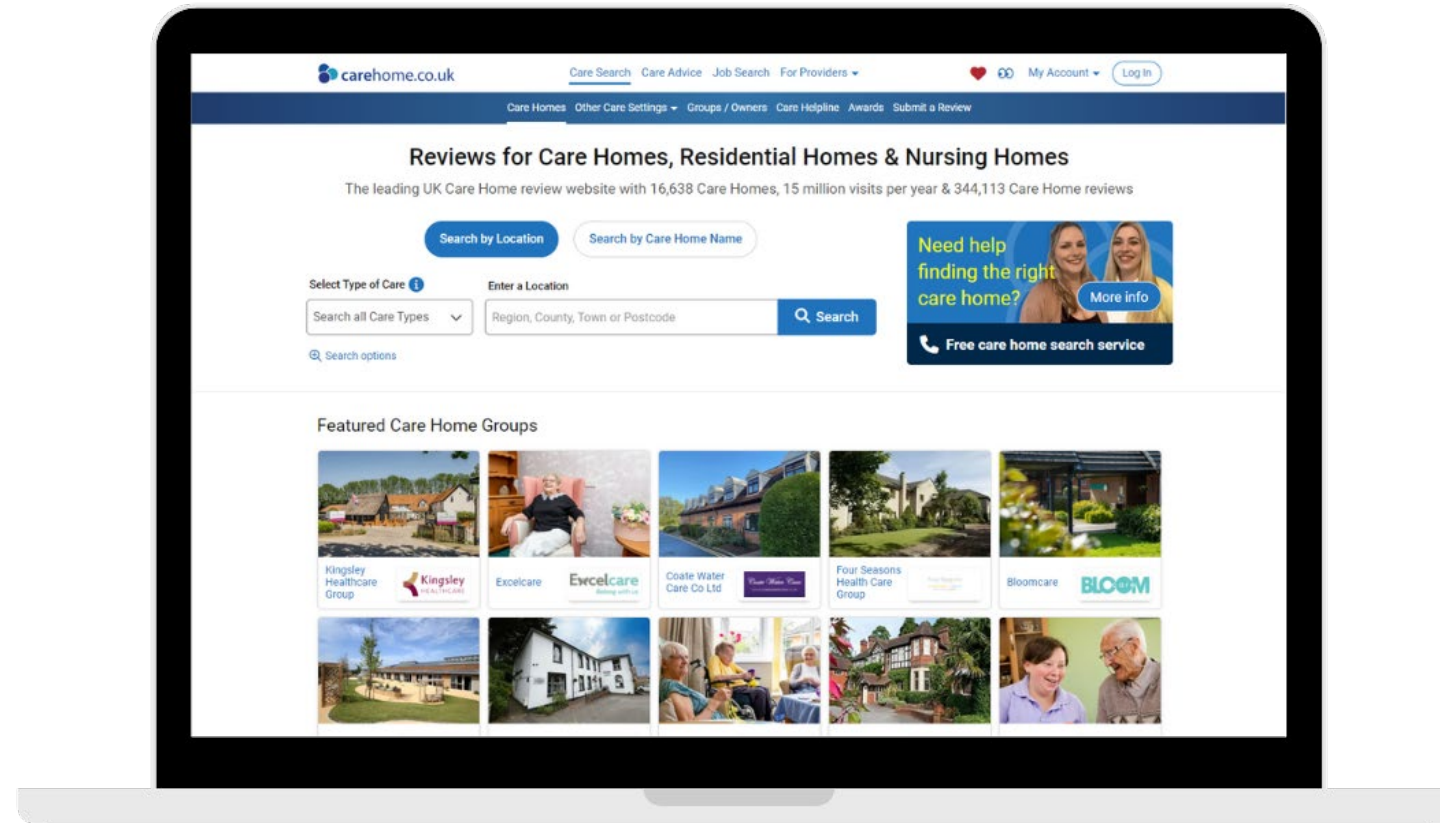 carehome.co.uk
Care Search Care Advice Job Search For Providers
My Account
Log In
Care Homes Other Care Settings Groups / Owners Care Helpline Awards Submit a Review
Reviews for Care Homes, Residential Homes & Nursing Homes
The leading UK Care Home review website with 16,638 Care Homes, 15 million visits per year & 344,113 Care Home reviews
Search by Location
Search by Care Home Name
Select Type of Care
Enter a Location
Search all Care Types
Region, County, Town or Postcode
Search
Search options
Need help
finding the right
care home?
More info
Free care home search service
Featured Care Home Groups
Kingsley
Healthcare
Group
Kingsley
HEALTHCARE
Excelcare
Excelcare
Coate Water
Care Co Ltd
Coate Water Care
Four Seasons
Health Care
Group
Bloomcare
BLOOM